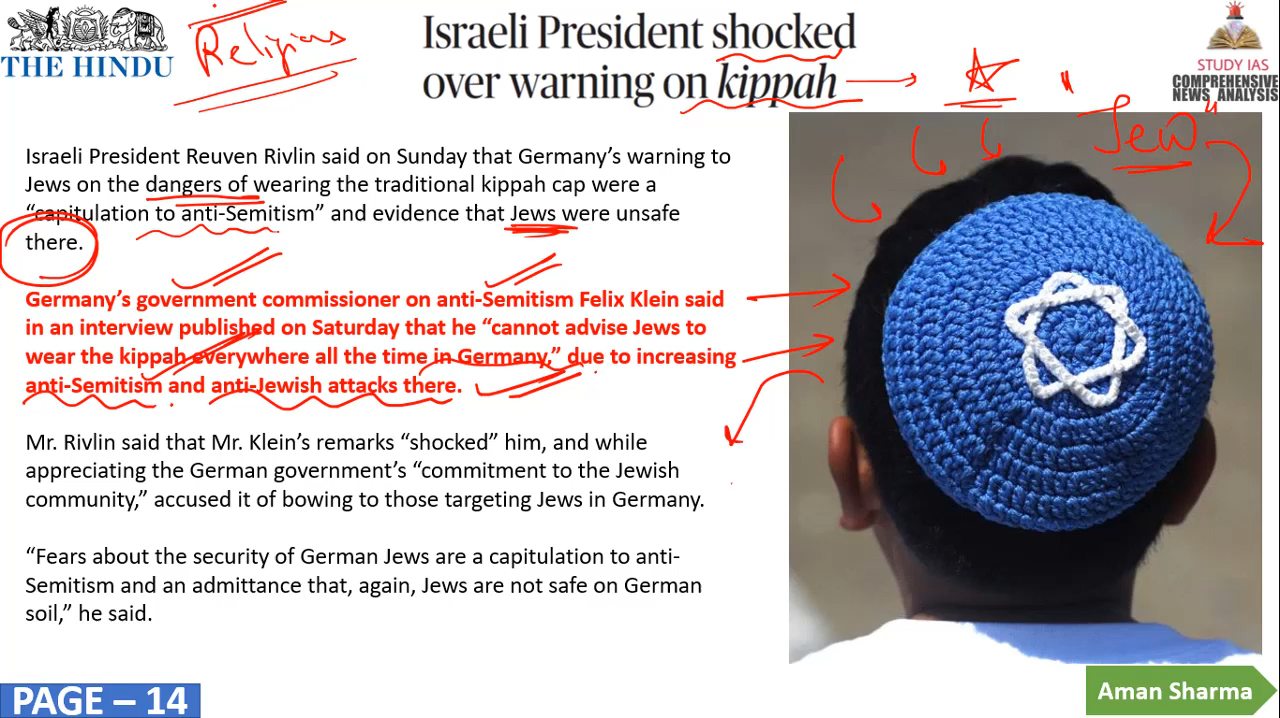 THE HINDU
Religious
Israeli President shocked
over warning on kippah
"Jew"
STUDY IAS
COMPREHENSIVE
NEWS ANALYSIS
Israeli President Reuven Rivlin said on Sunday that Germany’s warning to
Jews on the dangers of wearing the traditional kippah cap were a
“capitulation to anti-Semitism” and evidence that Jews were unsafe
there.
Germany’s government commissioner on anti-Semitism Felix Klein said
in an interview published on Saturday that he “cannot advise Jews to
wear the kippah everywhere all the time in Germany,” due to increasing
anti-Semitism and anti-Jewish attacks there.
Mr. Rivlin said that Mr. Klein’s remarks “shocked” him, and while
appreciating the German government’s “commitment to the Jewish
community,” accused it of bowing to those targeting Jews in Germany.
“Fears about the security of German Jews are a capitulation to anti-
Semitism and an admittance that, again, Jews are not safe on German
soil,” he said.
PAGE – 14
Aman Sharma